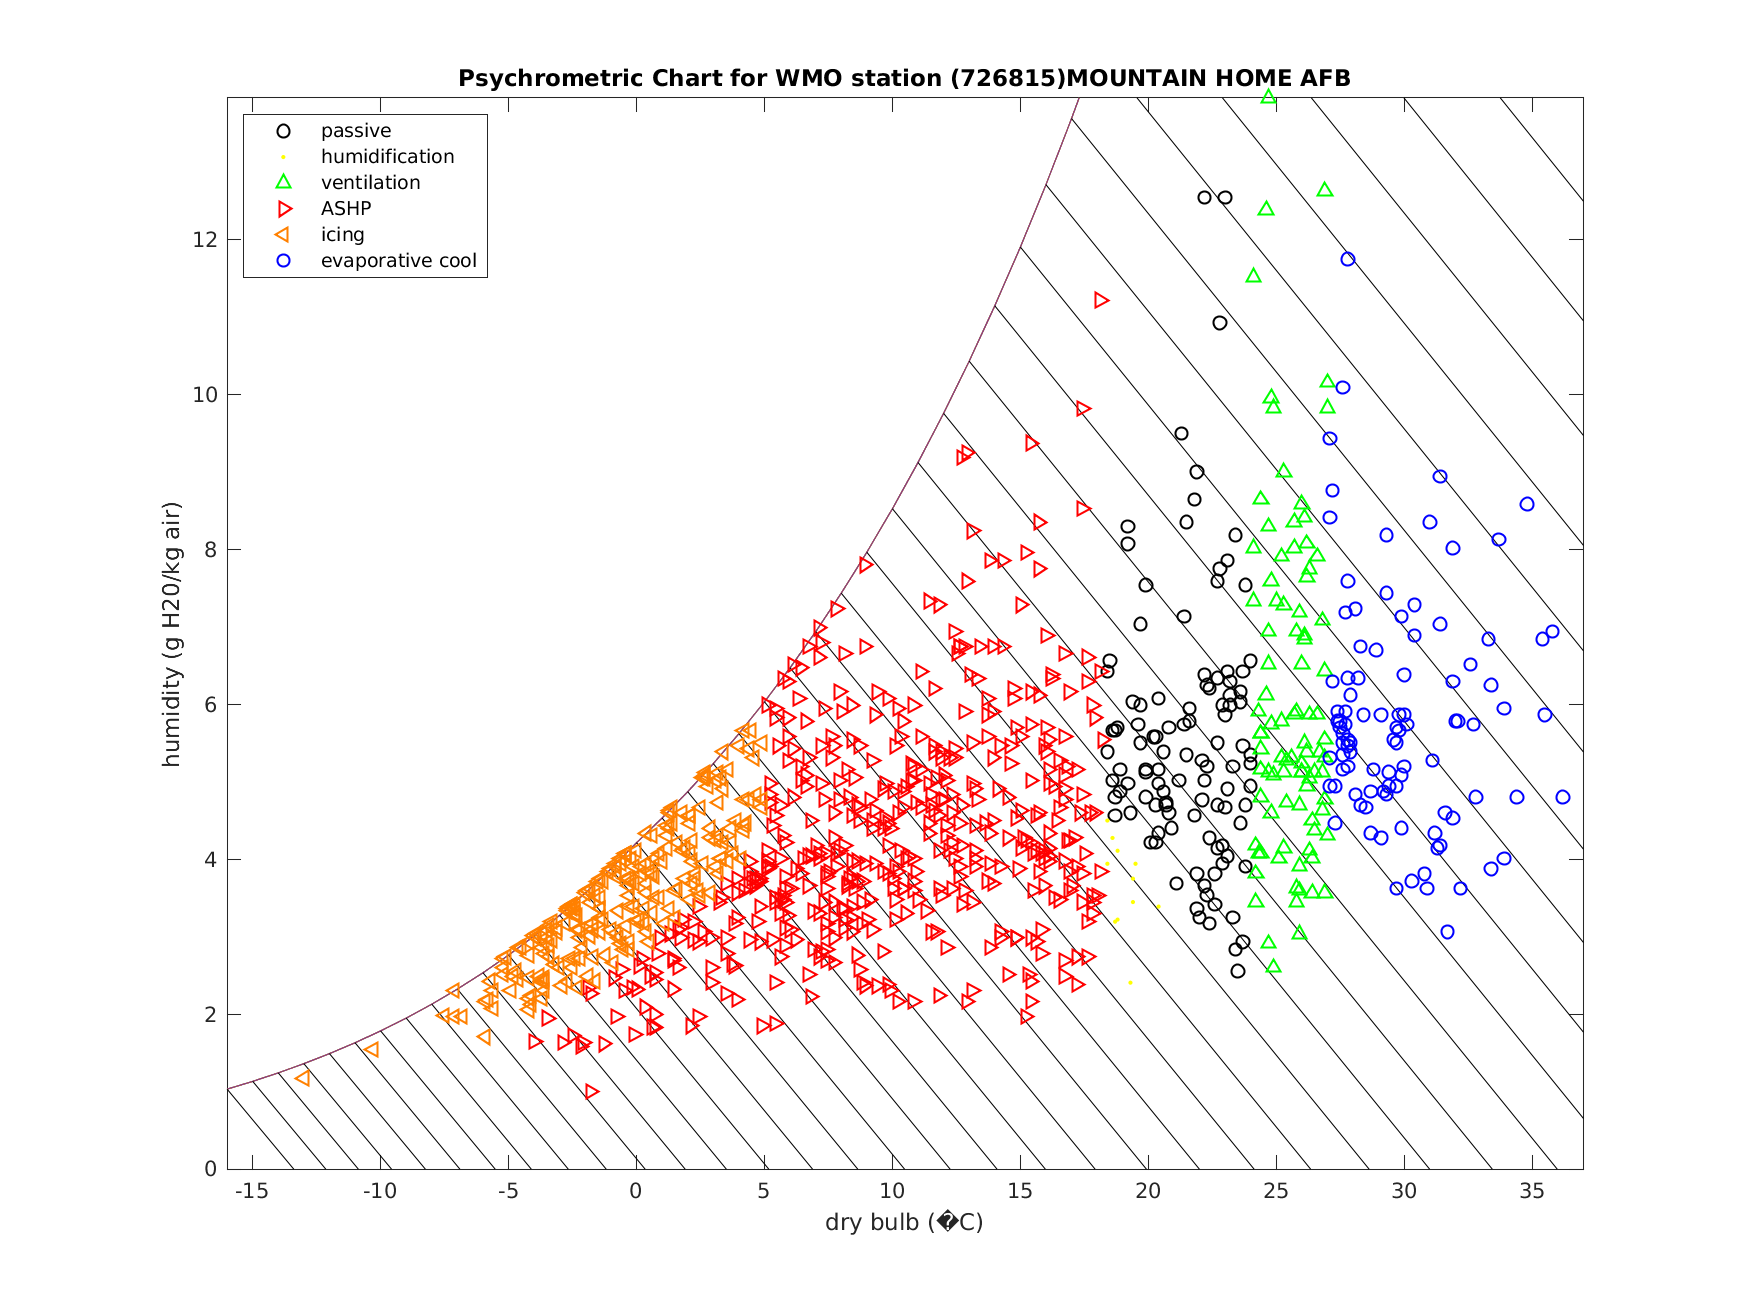 Psychrometric Chart for WMO station (726815)MOUNTAIN HOME AFB
passive
humidification
ventilation
ASHP
icing
evaporative cool
humidity (g H20/kg air)
12
10
8
6
4
2
0
-15 -10 -5 0 5 10 15 20 25 30 35
dry bulb (�C)